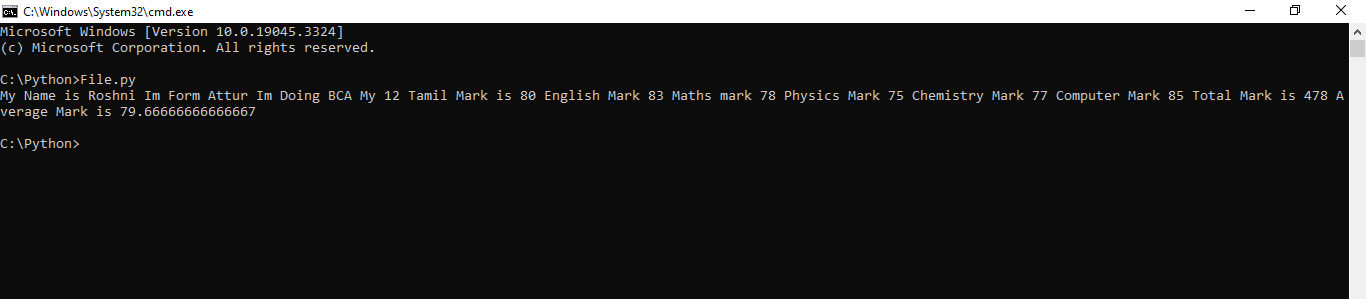 C:\Windows\System32\cmd.exe
Microsoft Windows [Version 10.0.19045.3324]
(c) Microsoft Corporation. All rights reserved.
C:\Python>File.py
My Name is Roshni Im Form Attur Im Doing BCA My 12 Tamil Mark is 80 English Mark 83 Maths mark 78 Physics Mark 75 Chemistry Mark 77 Computer Mark 85 Total Mark is 478 A
verage Mark is 79.66666666666667
C:\Python>